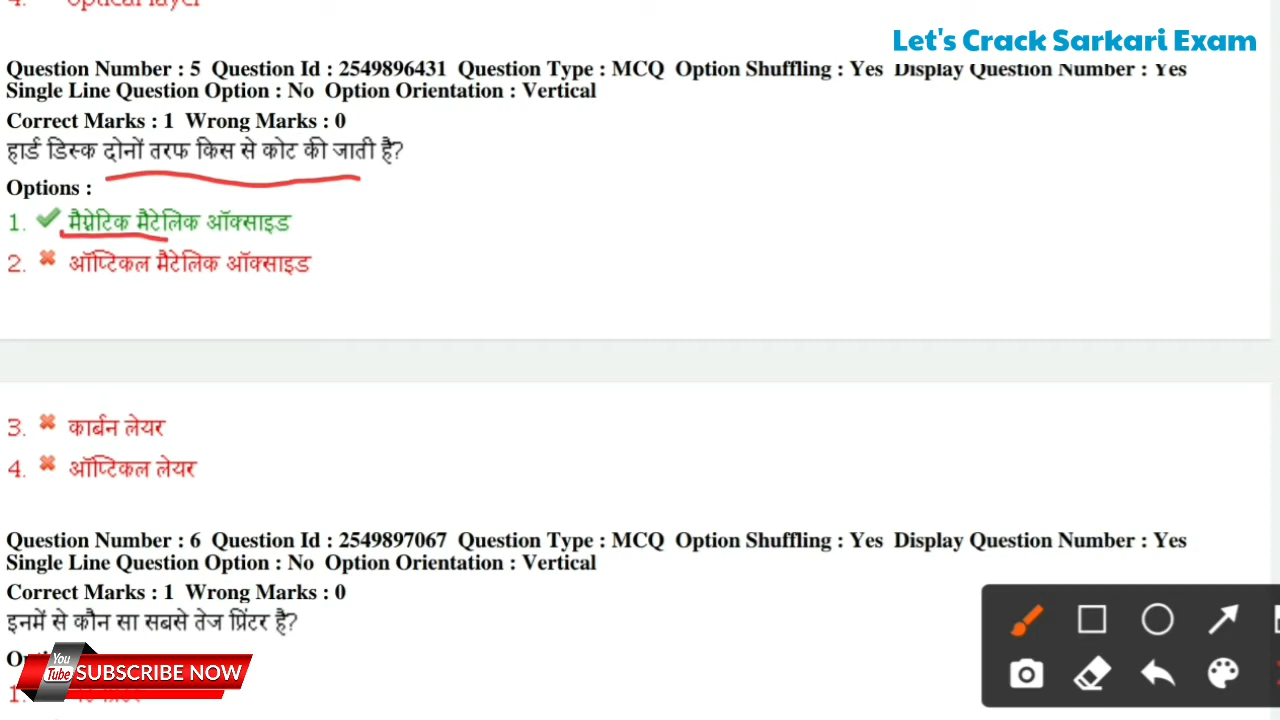 4. optical layer
Let's Crack Sarkari Exam
Question Number : 5 Question Id : 2549896431 Question Type : MCQ Option Shuffling : Yes Display Question Number : Yes
Single Line Question Option : No Option Orientation : Vertical
Correct Marks : 1 Wrong Marks : 0
हार्ड डिस्क दोनों तरफ किस से कोट की जाती है?
Options :
1. मैग्नेटिक मैटेलिक ऑक्साइड
2. ऑप्टिकल मैटेलिक ऑक्साइड
3. कार्बन लेयर
4. ऑप्टिकल लेयर
Question Number : 6 Question Id : 2549897067 Question Type : MCQ Option Shuffling : Yes Display Question Number : Yes
Single Line Question Option : No Option Orientation : Vertical
Correct Marks : 1 Wrong Marks : 0
इनमें से कौन सा सबसे तेज प्रिंटर है?
You Tube SUBSCRIBE NOW
1.